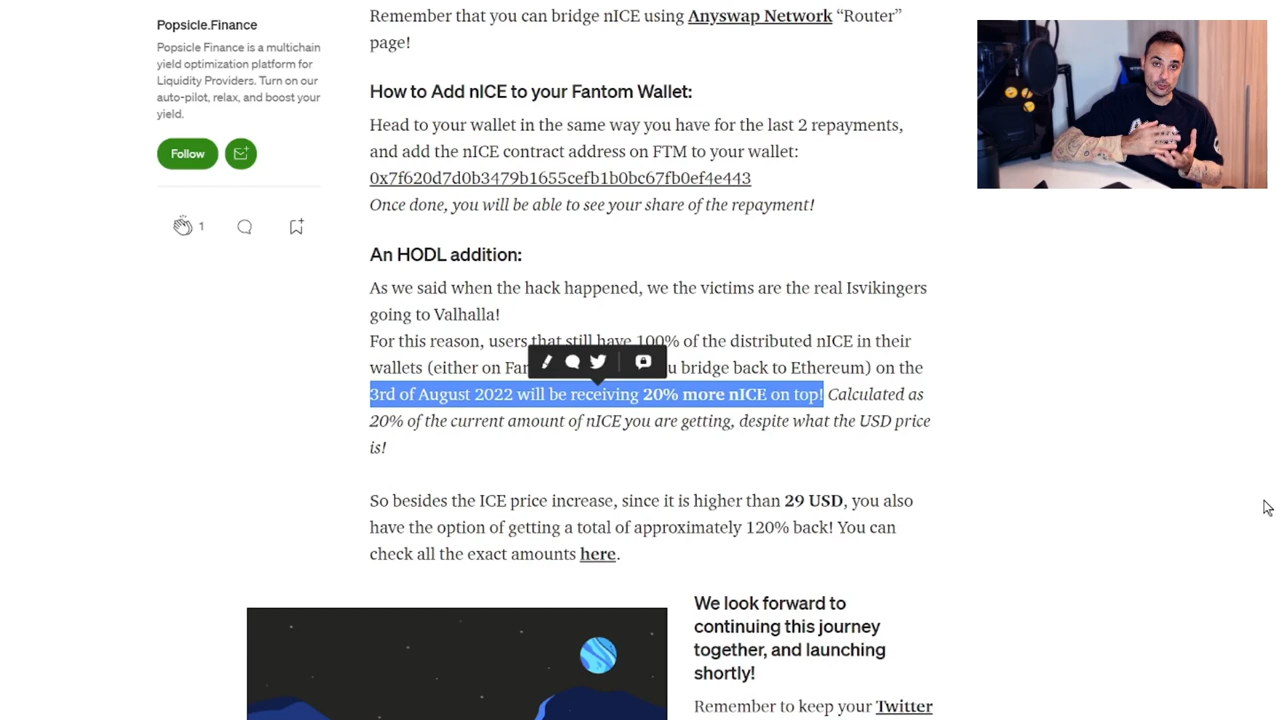 Popsicle.Finance
Popsicle Finance is a multichain
yield optimization platform for
Liquidity Providers. Turn on our
auto-pilot, relax, and boost your
yield.
Follow
1
Remember that you can bridge nICE using Anyswap Network “Router”
page!
How to Add nICE to your Fantom Wallet:
Head to your wallet in the same way you have for the last 2 repayments,
and add the nICE contract address on FTM to your wallet:
0x7f620d7d0b3479b1655cefb1b0bc67fb0ef4e443
Once done, you will be able to see your share of the repayment!
An HODL addition:
As we said when the hack happened, we the victims are the real Isvikingers
going to Valhalla!
For this reason, users that still have 100% of the distributed nICE in their
wallets (either on u bridge back to Ethereum) on the
3rd of August 2022 will be receiving 20% more nICE on top! Calculated as
20% of the current amount of nICE you are getting, despite what the USD price
is!
So besides the ICE price increase, since it is higher than 29 USD, you also
have the option of getting a total of approximately 120% back! You can
check all the exact amounts here.
We look forward to
continuing this journey
together, and launching
shortly!
Remember to keep your Twitter